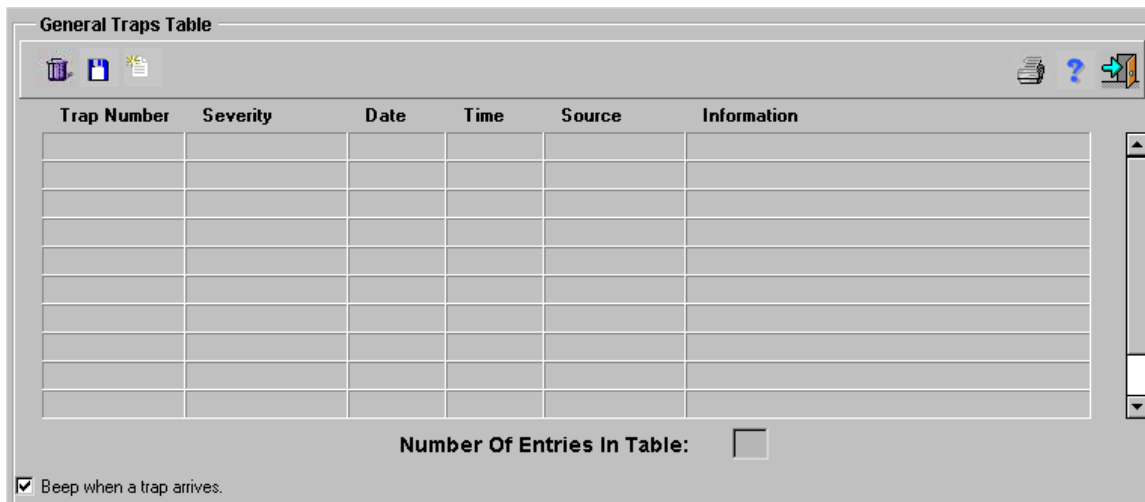 General Traps Table
Trap Number Severity Date Time Source Information
Number Of Entries In Table:
Beep when a trap arrives.